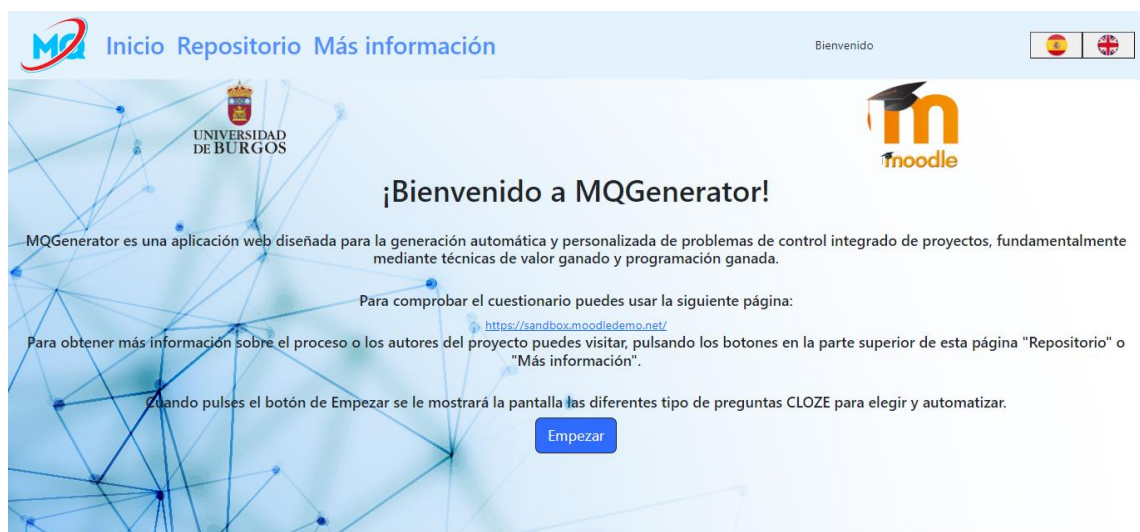 MQ Inicio Repositorio Más información Bienvenido
UNIVERSIDAD
DE BURGOS
moodle
¡Bienvenido a MQGenerator!
MQGenerator es una aplicación web diseñada para la generación automática y personalizada de problemas de control integrado de proyectos, fundamentalmente
mediante técnicas de valor ganado y programación ganada.
Para comprobar el cuestionario puedes usar la siguiente página:
https://sandbox.moodledemo.net/
Para obtener más información sobre el proceso o los autores del proyecto puedes visitar, pulsando los botones en la parte superior de esta página "Repositorio" o
"Más información".
Cuando pulses el botón de Empezar se le mostrará la pantalla las diferentes tipo de preguntas CLOZE para elegir y automatizar.
Empezar